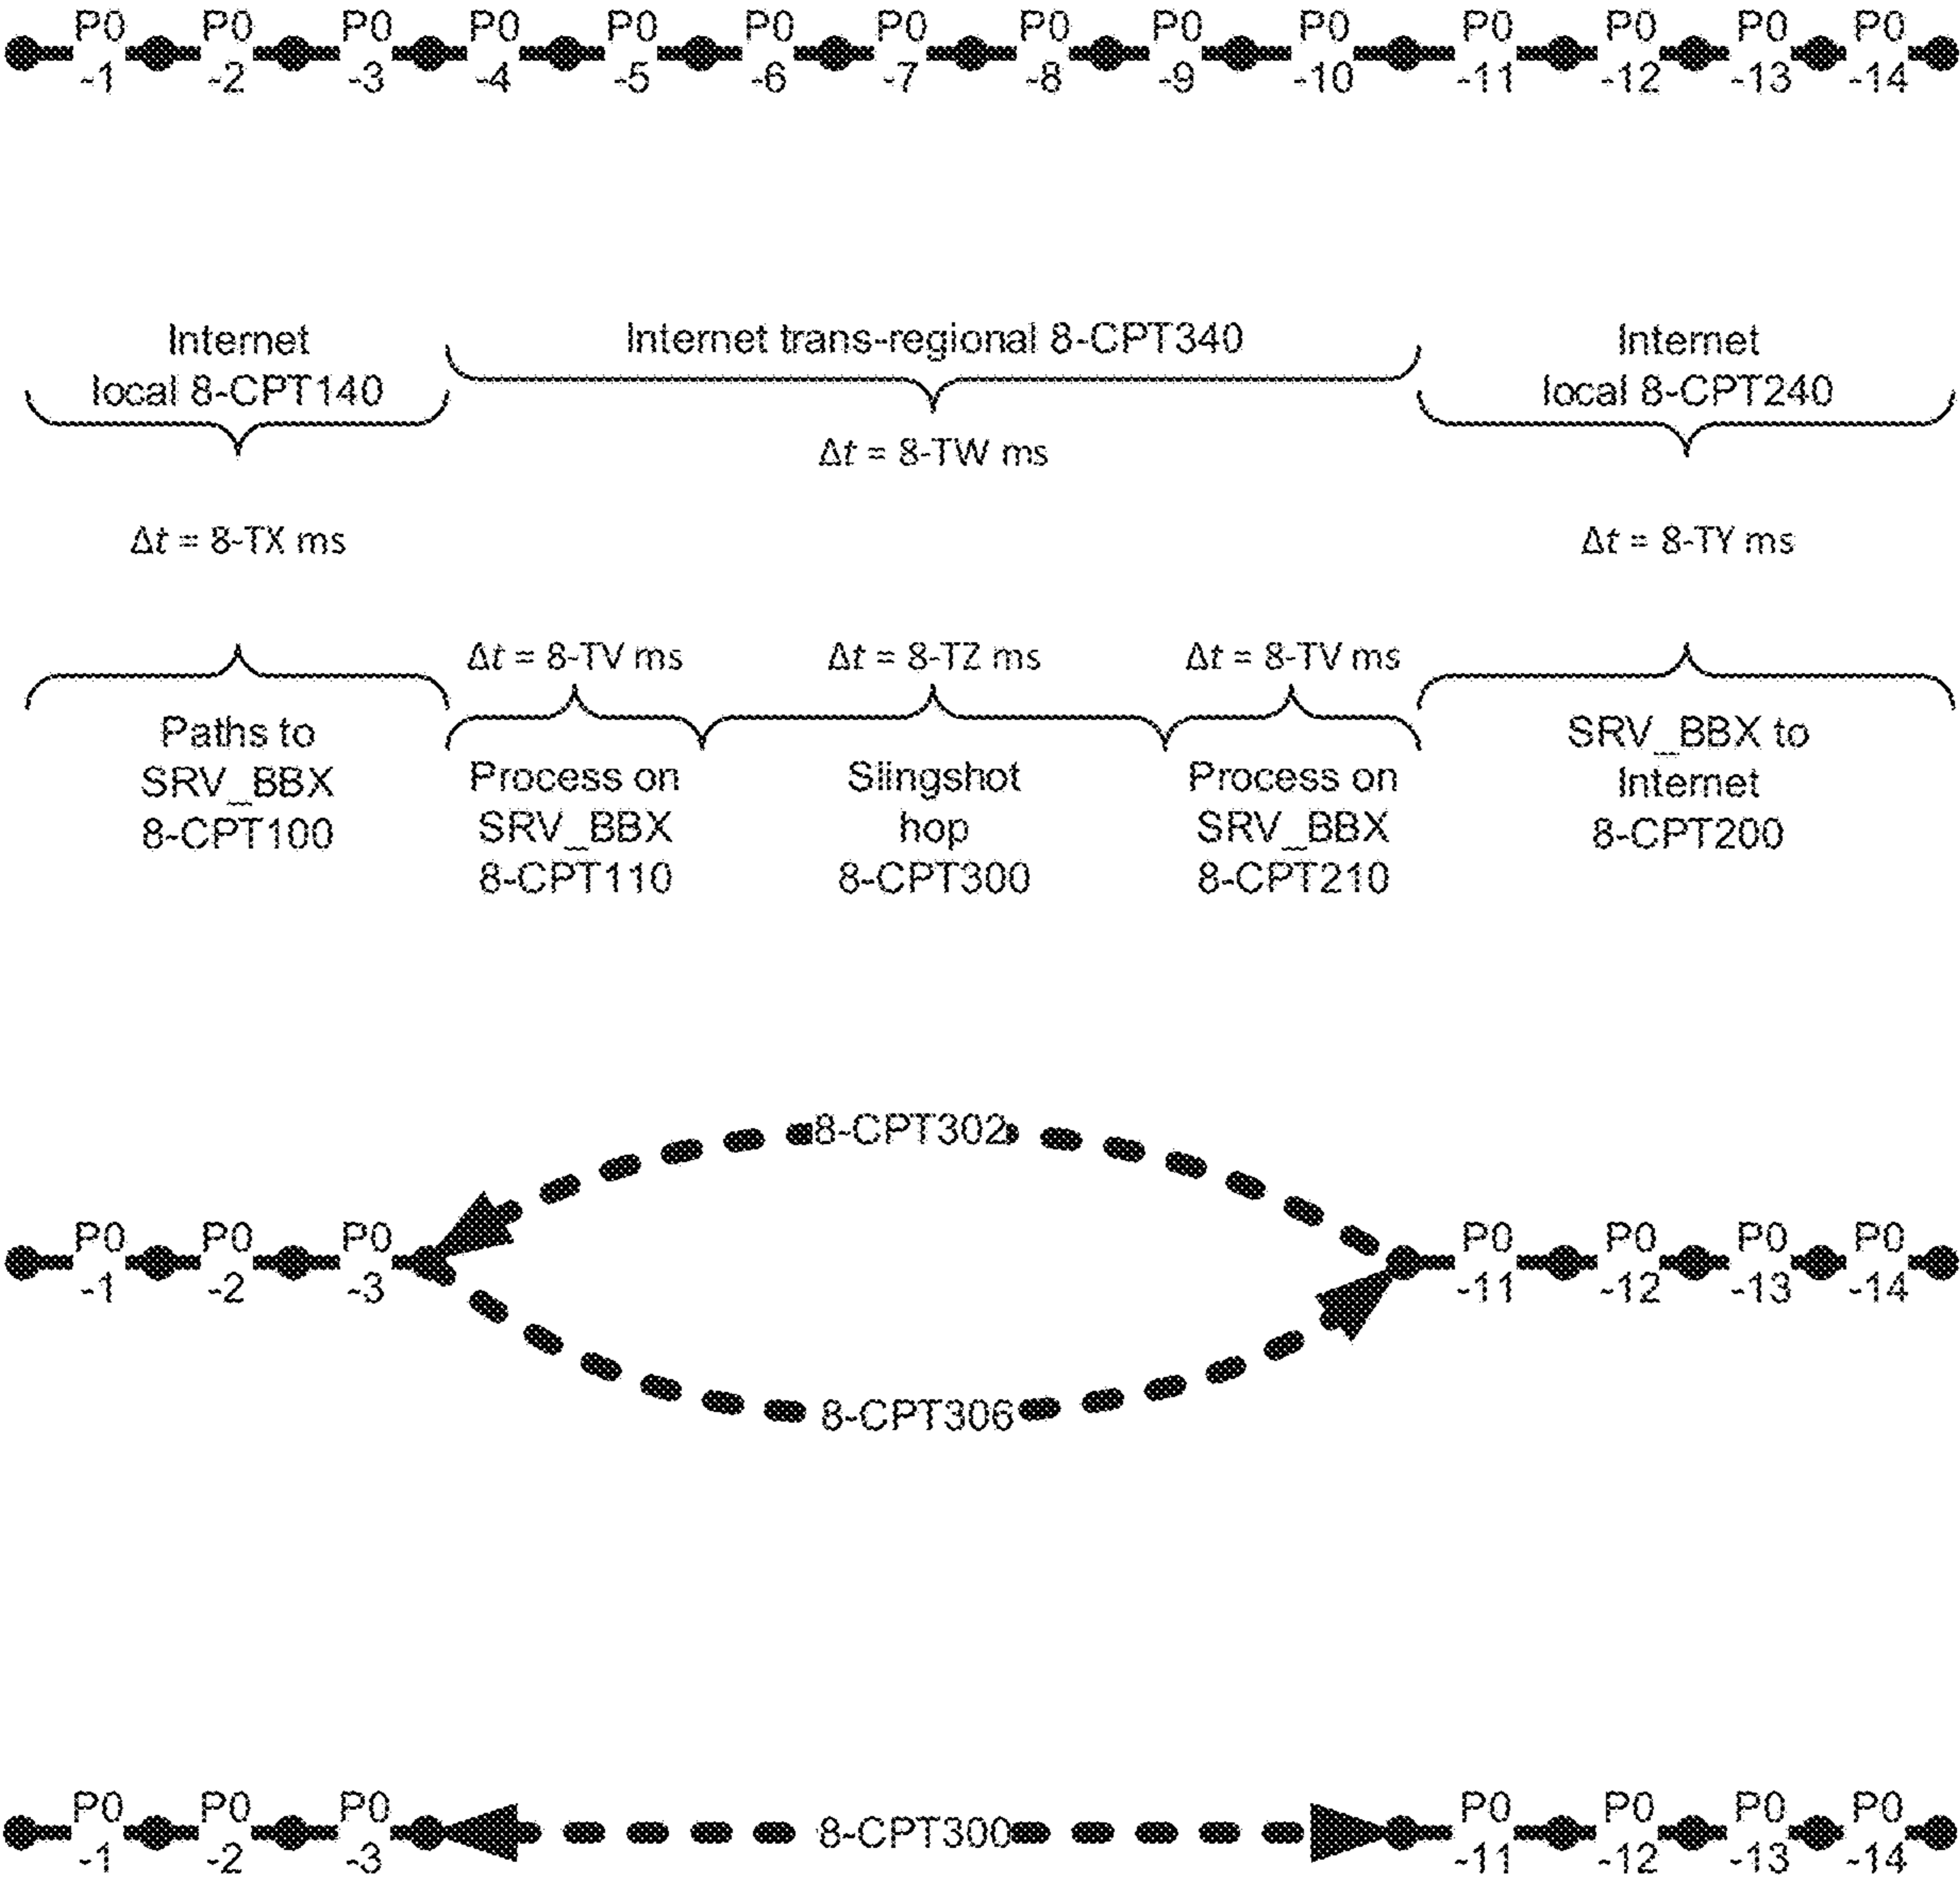 P0 P0 P0 P0 P0 P0 P0 P0 P0 P0 P0 P0 P0 P0
-1 -2 -3 -4 -5 -6 -7 -8 -9 -10 -11 -12 -13 -14
Internet
local 8-CPT140
Internet trans-regional 8-CPT340
Internet
local 8-CPT240
Δt = 8-TW ms
Δt = 8-TX ms
Δt = 8-TY ms
Δt = 8-TV ms
Δt = 8-TZ ms
Δt = 8-TV ms
Paths to
SRV_BBX
8-CPT100
Process on
SRV_BBX
8-CPT110
Slingshot
hop
8-CPT300
Process on
SRV_BBX
8-CPT210
SRV_BBX to
Internet
8-CPT200
8-CPT302
P0 P0 P0 P0 P0 P0 P0
-1 -2 -3 -11 -12 -13 -14
8-CPT306
P0 P0 P0 P0 P0 P0 P0
8-CPT300
-1 -2 -3 -11 -12 -13 -14